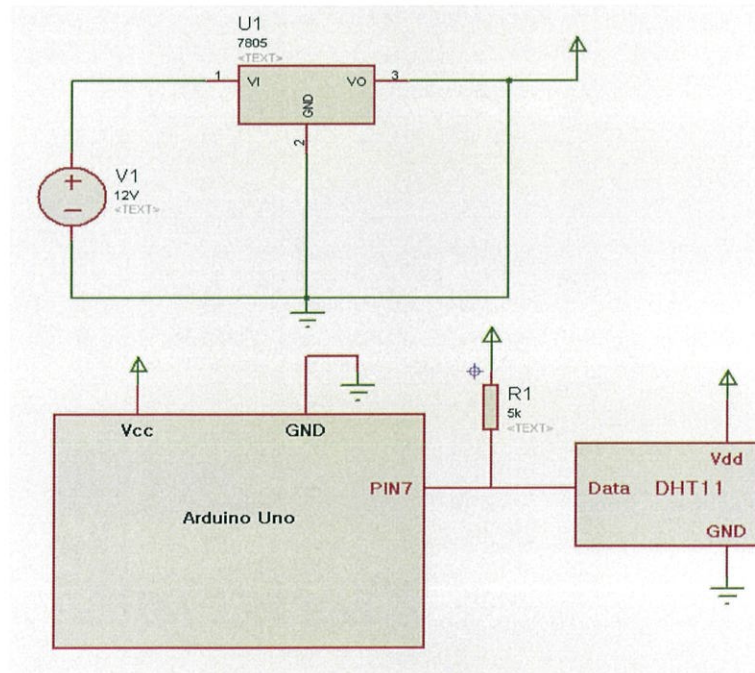 U1
7805
<TEXT>
1 VI VO 3
GND
2
V1
12V
<TEXT>
R1
5k
<TEXT>
Vcc GND
PIN7
Arduino Uno
Vdd
Data DHT11
GND